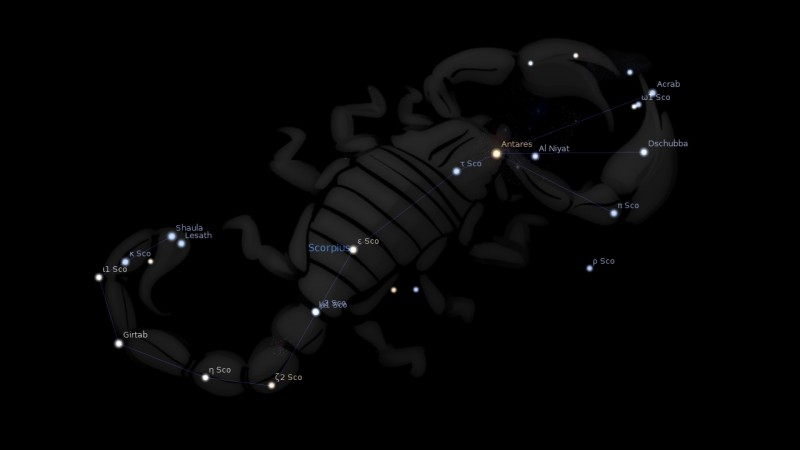 Acrab
ω1 Sco
Antares
Al Niyat
Dschubba
τ Sco
π Sco
Shaula
Lesath
ε Sco
Scorpius
κ Sco
ι1 Sco
ρ Sco
Girtab
η Sco
ζ2 Sco